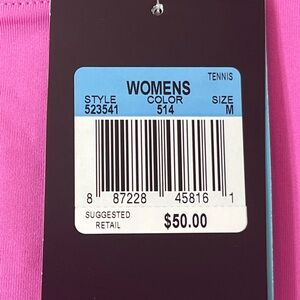 TENNIS
WOMENS
STYLE COLOR SIZE
523541 514 M
8 87228 45816 1
SUGGESTED
RETAIL $50.00